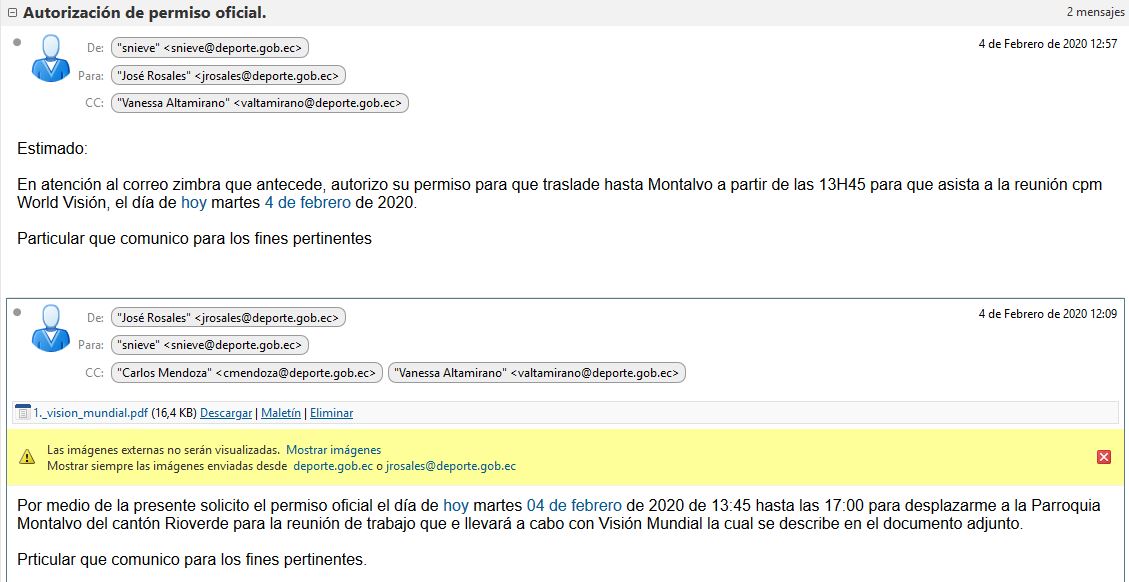 Autorización de permiso oficial.
2 mensajes
De: "snieve" <snieve@deporte.gob.ec>
4 de Febrero de 2020 12:57
Para: "José Rosales" <jrosales@deporte.gob.ec>
CC: "Vanessa Altamirano" <valtamirano@deporte.gob.ec>
Estimado:
En atención al correo zimbra que antecede, autorizo su permiso para que traslade hasta Montalvo a partir de las 13H45 para que asista a la reunión cpm
World Visión, el día de hoy martes 4 de febrero de 2020.
Particular que comunico para los fines pertinentes
De: "José Rosales" <jrosales@deporte.gob.ec>
4 de Febrero de 2020 12:09
Para: "snieve" <snieve@deporte.gob.ec>
CC: "Carlos Mendoza" <cmendoza@deporte.gob.ec> "Vanessa Altamirano" <valtamirano@deporte.gob.ec>
1._vision_mundial.pdf (16,4 KB) Descargar | Maletín | Eliminar
Las imágenes externas no serán visualizadas. Mostrar imágenes
Mostrar siempre las imágenes enviadas desde deporte.gob.ec o jrosales@deporte.gob.ec
Por medio de la presente solicito el permiso oficial el día de hoy martes 04 de febrero de 2020 de 13:45 hasta las 17:00 para desplazarme a la Parroquia
Montalvo del cantón Rioverde para la reunión de trabajo que e llevará a cabo con Visión Mundial la cual se describe en el documento adjunto.
Prticular que comunico para los fines pertinentes.